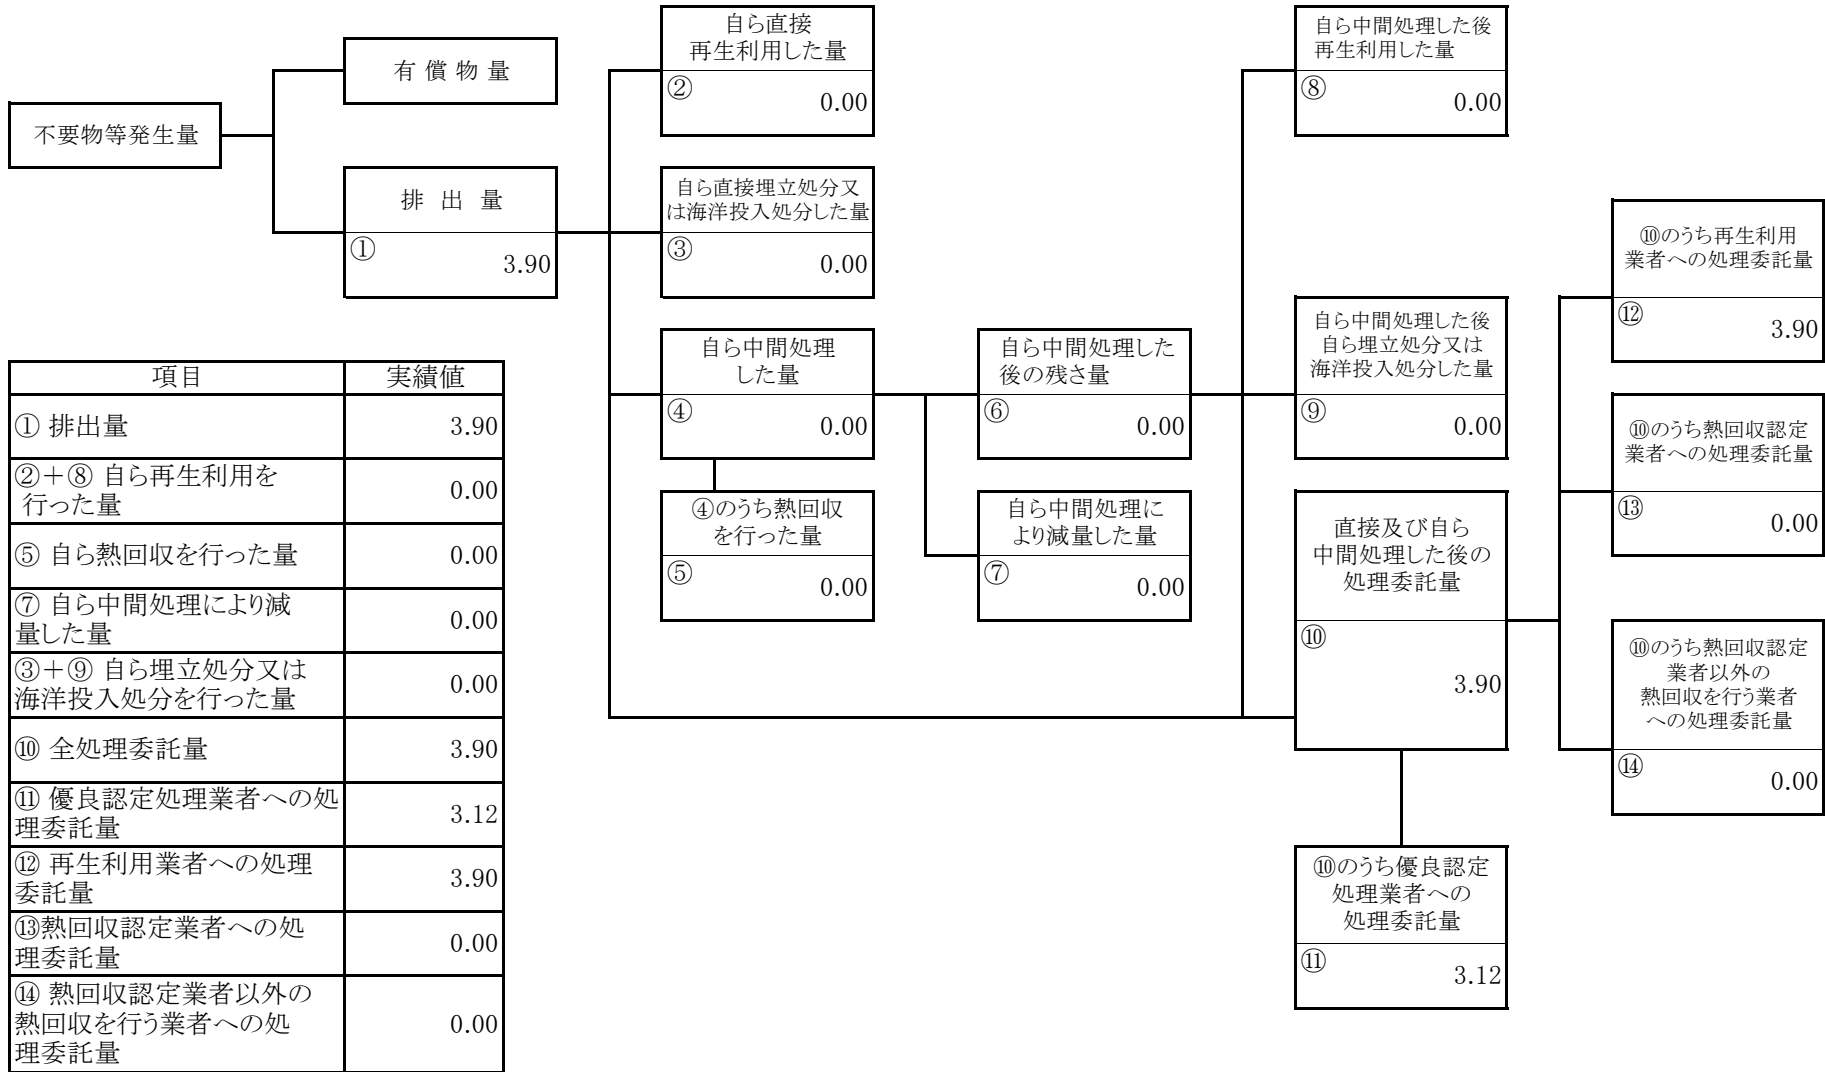 不要物等発生量
有 償 物 量
排 出 量
①
3.90
自ら直接
再生利用した量
②
0.00
自ら直接埋立処分又
は海洋投入処分した量
③
0.00
自ら中間処理
した量
④
0.00
④のうち熱回収
を行った量
⑤
0.00
自ら中間処理した
後の残さ量
⑥
0.00
自ら中間処理に
より減量した量
⑦
0.00
自ら中間処理した後
再生利用した量
⑧
0.00
自ら中間処理した後
自ら埋立処分又は
海洋投入処分した量
⑨
0.00
直接及び自ら
中間処理した後の
処理委託量
⑩
3.90
⑩のうち優良認定
処理業者への
処理委託量
⑪
3.12
⑩のうち再生利用
業者への処理委託量
⑫
3.90
⑩のうち熱回収認定
業者への処理委託量
⑬
0.00
⑩のうち熱回収認定
業者以外の
熱回収を行う業者
への処理委託量
⑭
0.00
項目 実績値
① 排出量 3.90
②+⑧ 自ら再生利用を
行った量 0.00
⑤ 自ら熱回収を行った量 0.00
⑦ 自ら中間処理により減
量した量 0.00
③+⑨ 自ら埋立処分又は
海洋投入処分を行った量 0.00
⑩ 全処理委託量 3.90
⑪ 優良認定処理業者への処
理委託量 3.12
⑫ 再生利用業者への処理
委託量 3.90
⑬熱回収認定業者への処
理委託量 0.00
⑭ 熱回収認定業者以外の
熱回収を行う業者への処
理委託量 0.00